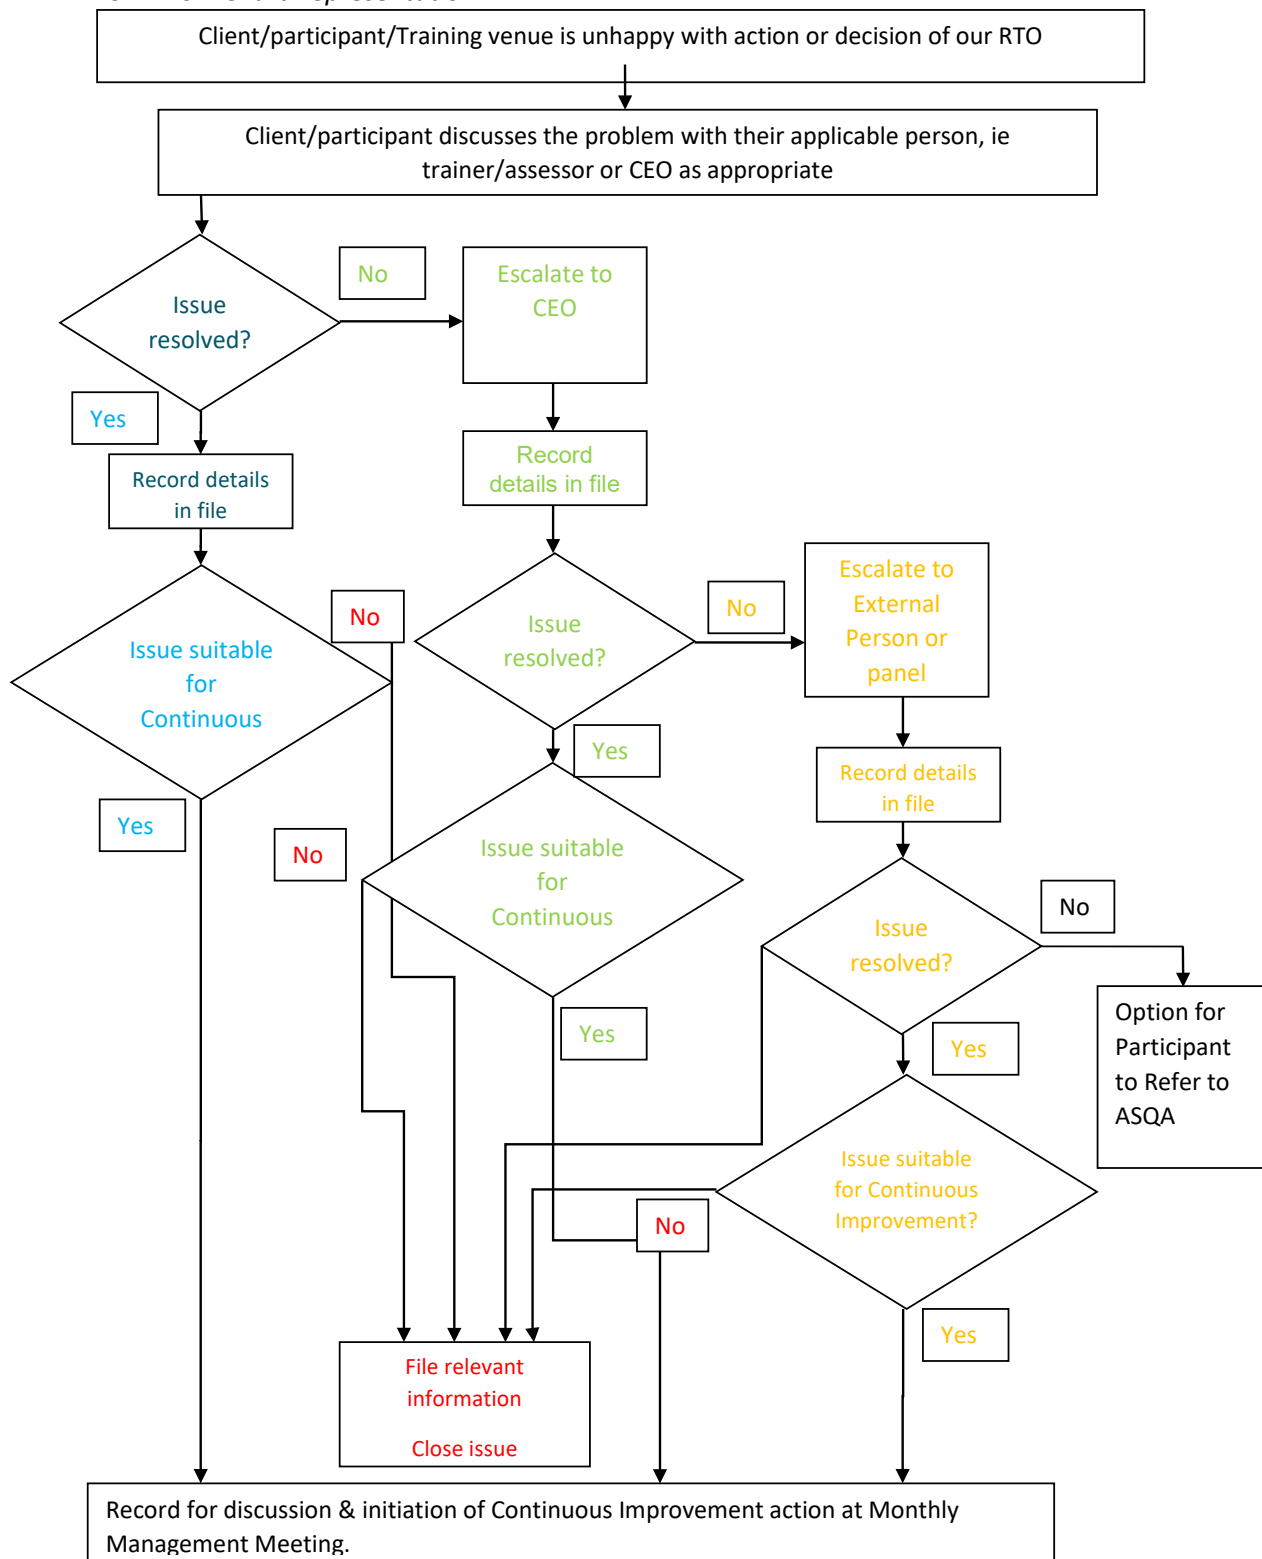 Client/participant/Training venue is unhappy with action or decision of our RTO
Client/participant discusses the problem with their applicable person, ie
trainer/assessor or CEO as appropriate
Issue
resolved?
No
Escalate to
CEO
Yes
Record details
in file
Record
details in file
Issue suitable
for
Continuous
No
Issue
resolved?
No
Escalate to
External
Person or
panel
Yes
Yes
Record details
in file
No
Issue suitable
for
Continuous
Issue
resolved?
No
Yes
Yes
Option for
Participant
to Refer to
ASQA
Issue suitable
for Continuous
Improvement?
No
Yes
File relevant
information
Close issue
Record for discussion & initiation of Continuous Improvement action at Monthly
Management Meeting.